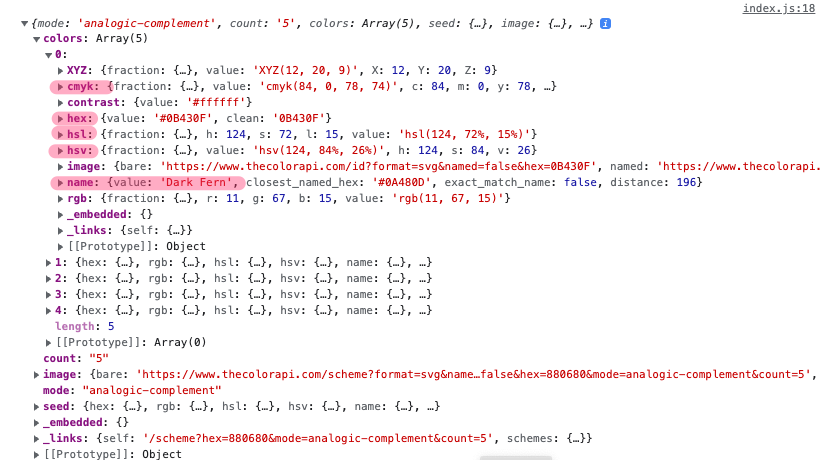 index.js:18
▼{mode: 'analogic-complement', count: '5', colors: Array(5), seed: {…}, image: {…}, …} i
▼colors: Array(5)
▼0:
▶XYZ: {fraction: {…}, value: 'XYZ(12, 20, 9)', X: 12, Y: 20, Z: 9}
▶cmyk: {fraction: {…}, value: 'cmyk(84, 0, 78, 74)', c: 84, m: 0, y: 78, …}
▶contrast: {value: '#ffffff'}
▶hex: {value: '#0B430F', clean: '0B430F'}
▶hsl: {fraction: {…}, h: 124, s: 72, l: 15, value: 'hsl(124, 72%, 15%)'}
▶hsv: {fraction: {…}, value: 'hsv(124, 84%, 26%)', h: 124, s: 84, v: 26}
▶image: {bare: 'https://www.thecolorapi.com/id?format=svg&named=false&hex=0B430F', named: 'https://www.thecolorapi.
▶name: {value: 'Dark Fern', closest_named_hex: '#0A480D', exact_match_name: false, distance: 196}
▶rgb: {fraction: {…}, r: 11, g: 67, b: 15, value: 'rgb(11, 67, 15)'}
▶_embedded: {}
▶_links: {self: {…}}
▶[[Prototype]]: Object
▶1: {hex: {…}, rgb: {…}, hsl: {…}, hsv: {…}, name: {…}, …}
▶2: {hex: {…}, rgb: {…}, hsl: {…}, hsv: {…}, name: {…}, …}
▶3: {hex: {…}, rgb: {…}, hsl: {…}, hsv: {…}, name: {…}, …}
▶4: {hex: {…}, rgb: {…}, hsl: {…}, hsv: {…}, name: {…}, …}
length: 5
▶[[Prototype]]: Array(0)
count: "5"
▶image: {bare: 'https://www.thecolorapi.com/scheme?format=svg&name…false&hex=880680&mode=analogic-complement&count=5',
mode: "analogic-complement"
▶seed: {hex: {…}, rgb: {…}, hsl: {…}, hsv: {…}, name: {…}, …}
▶_embedded: {}
▶_links: {self: '/scheme?hex=880680&mode=analogic-complement&count=5', schemes: {…}}
▶[[Prototype]]: Object